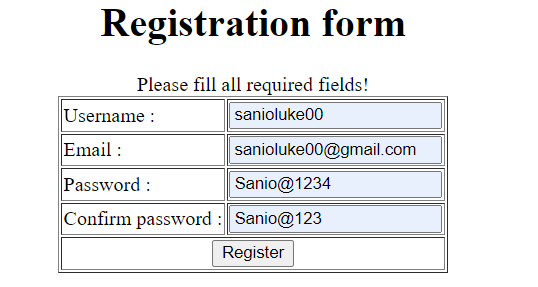 Registration form
Please fill all required fields!
Username : sanioluke00
Email : sanioluke00@gmail.com
Password : Sanio@1234
Confirm password : Sanio@123
Register